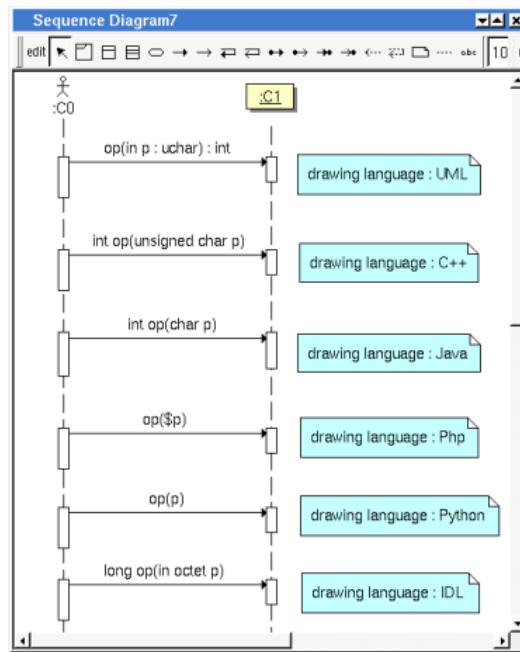 Sequence Diagram7
edit abc 10
:C0
:C1
op(in p : uchar) : int
drawing language : UML
int op(unsigned char p)
drawing language : C++
int op(char p)
drawing language : Java
op($p)
drawing language : Php
op(p)
drawing language : Python
long op(in octet p)
drawing language : IDL